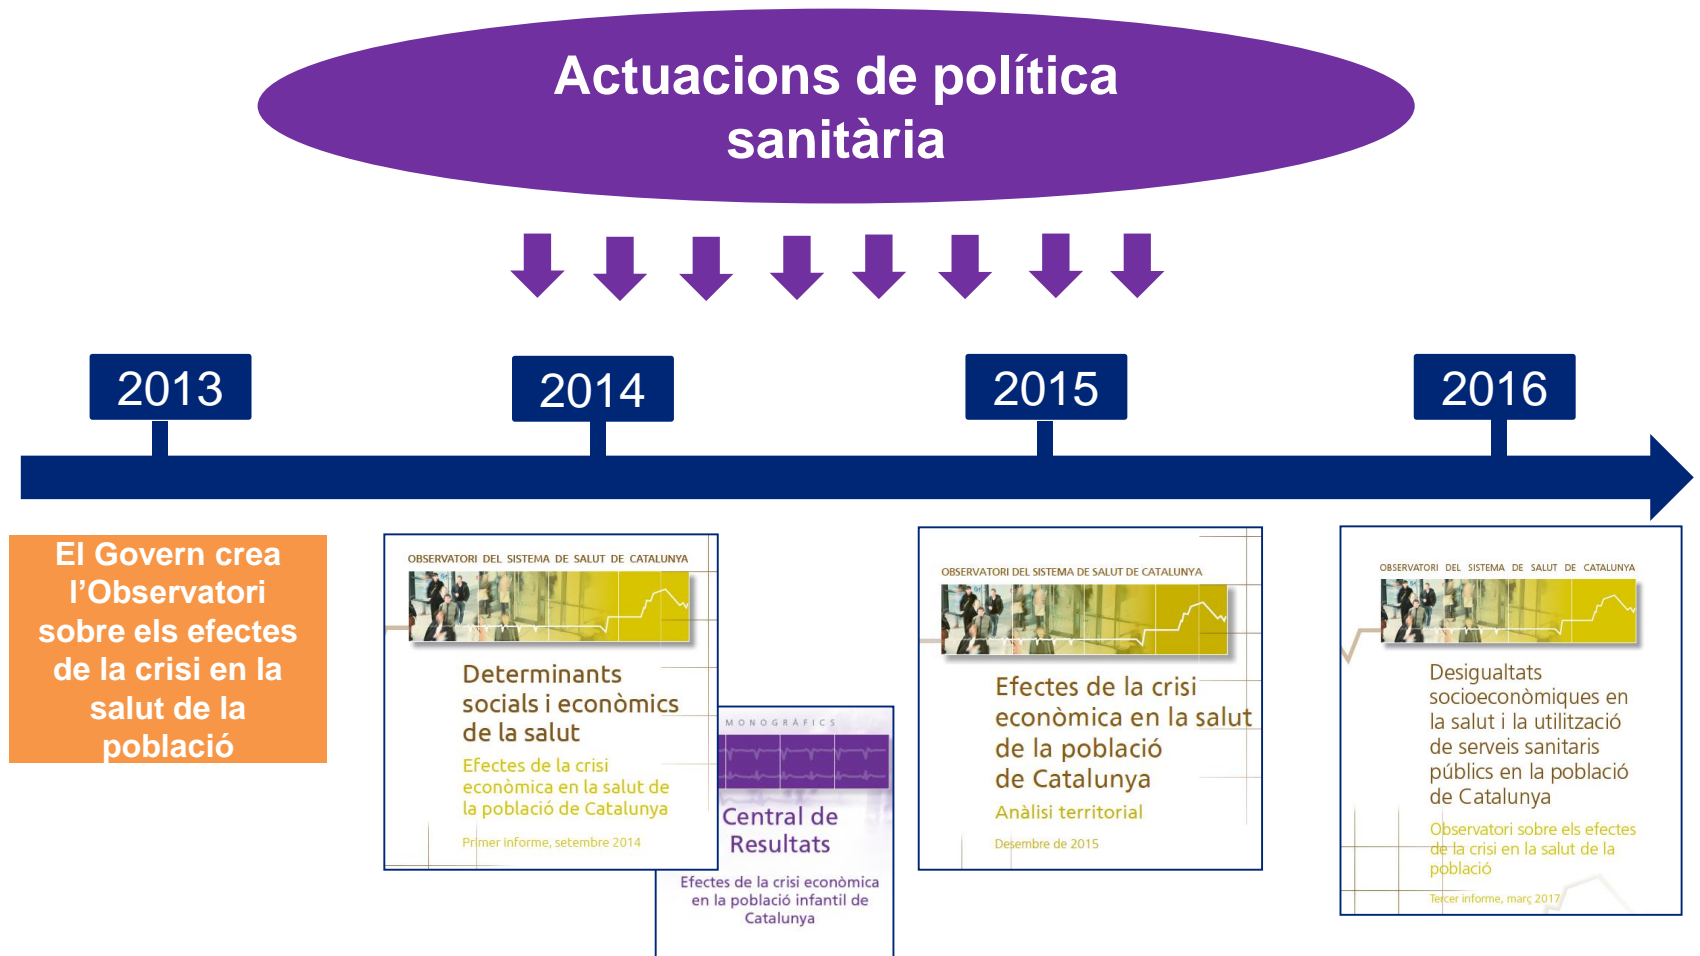 Actuacions de política
sanitària
2013
2014
2015
2016
El Govern crea
l’Observatori
sobre els efectes
de la crisi en la
salut de la
població
OBSERVATORI DEL SISTEMA DE SALUT DE CATALUNYA
Determinants
socials i econòmics
de la salut
Efectes de la crisi
econòmica en la salut de
la població de Catalunya
Primer informe, setembre 2014
MONOGRÀFICS
Central de
Resultats
Efectes de la crisi econòmica
en la població infantil de
Catalunya
OBSERVATORI DEL SISTEMA DE SALUT DE CATALUNYA
Efectes de la crisi
econòmica en la salut
de la població
de Catalunya
Anàlisi territorial
Desembre de 2015
OBSERVATORI DEL SISTEMA DE SALUT DE CATALUNYA
Desigualtats
socioeconòmiques en
la salut i la utilització
de serveis sanitaris
públics en la població
de Catalunya
Observatori sobre els efectes
de la crisi en la salut de la
població
Tercer informe, març 2017